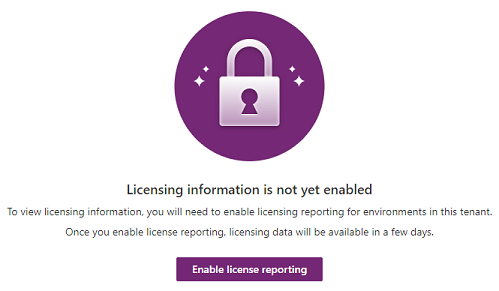 Licensing information is not yet enabled
To view licensing information, you will need to enable licensing reporting for environments in this tenant.
Once you enable license reporting, licensing data will be available in a few days.
Enable license reporting